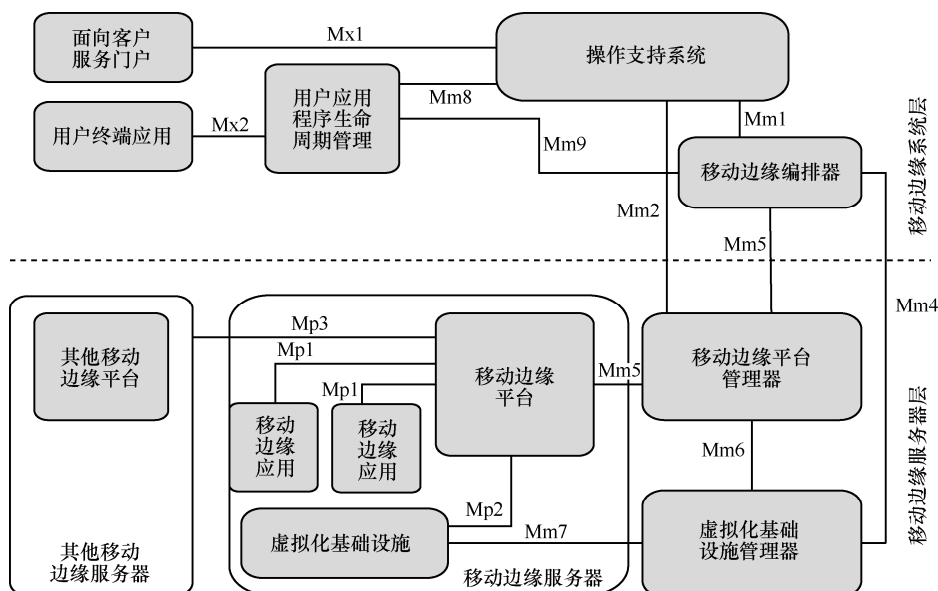 面向客户
服务门户
Mx1
操作支持系统
用户应用
程序生命
周期管理
Mm8
用户终端应用
Mx2
Mm9
Mm1
移动边缘编排器
移动边缘系统层
Mm2
Mm5
Mm4
其他移动
边缘平台
Mp3
Mp1
Mp1
移动边缘
平台
Mm5
移动边缘平台
管理器
移动
边缘
应用
移动
边缘
应用
Mm6
移动边缘服务器层
Mp2
虚拟化基础设施
Mm7
虚拟化基础
设施管理器
其他移动
边缘服务器
移动边缘服务器